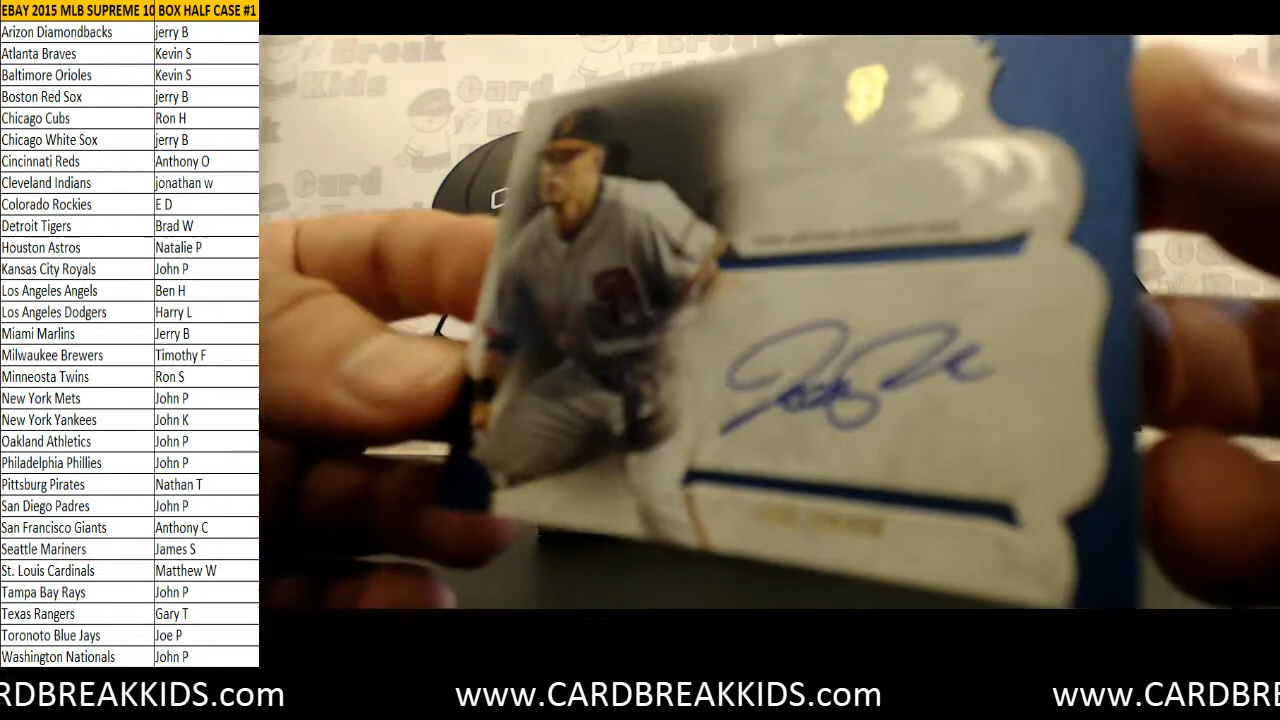 EBAY 2015 MLB SUPREME 10 BOX HALF CASE #1
Arizon Diamondbacks jerry B
Atlanta Braves Kevin S
Baltimore Orioles Kevin S
Boston Red Sox jerry B
Chicago Cubs Ron H
Chicago White Sox jerry B
Cincinnati Reds Anthony O
Cleveland Indians jonathan w
Colorado Rockies E D
Detroit Tigers Brad W
Houston Astros Natalie P
Kansas City Royals John P
Los Angeles Angels Ben H
Los Angeles Dodgers Harry L
Miami Marlins Jerry B
Milwaukee Brewers Timothy F
Minneosta Twins Ron S
New York Mets John P
New York Yankees John K
Oakland Athletics John P
Philadelphia Phillies John P
Pittsburg Pirates Nathan T
San Diego Padres John P
San Francisco Giants Anthony C
Seattle Mariners James S
St. Louis Cardinals Matthew W
Tampa Bay Rays John P
Texas Rangers Gary T
Toronoto Blue Jays Joe P
Washington Nationals John P
Card Break Kids
RDBREAKKIDS.com www.CARDBREAKKIDS.com www.CARDBRE